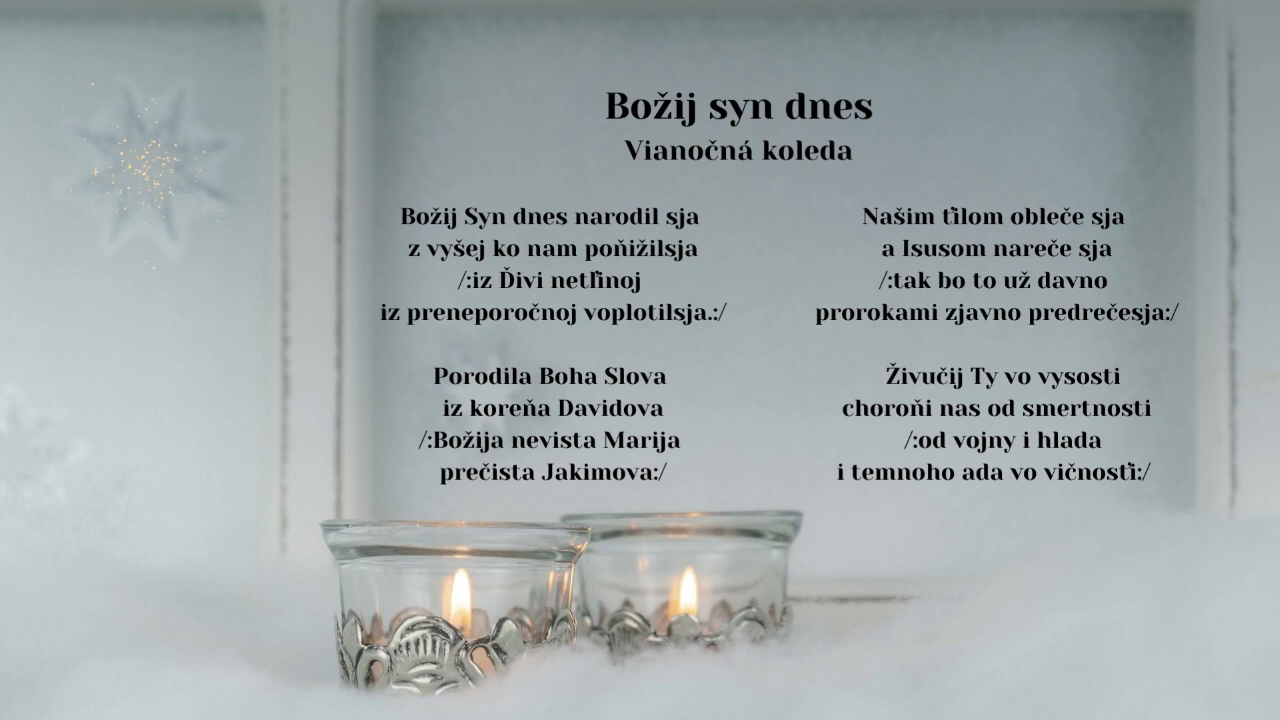 Božij syn dnes
Vianočná koleda
Božij Syn dnes narodil sja
z vyšej ko nam poňižilsja
/:iz Ďivi netľinoj
iz preneporočnoj voplotilsja.:/
Porodila Boha Slova
iz koreňa Davidova
/:Božija nevista Marija
prečista Jakimova:/
Našim ťilom obleče sja
a Isusom nareče sja
/:tak bo to už davno
prorokami zjavno predrečesja:/
Živučij Ty vo vysosti
choroňi nas od smertnosti
/:od vojny i hlada
i temnoho ada vo vičnosťi:/